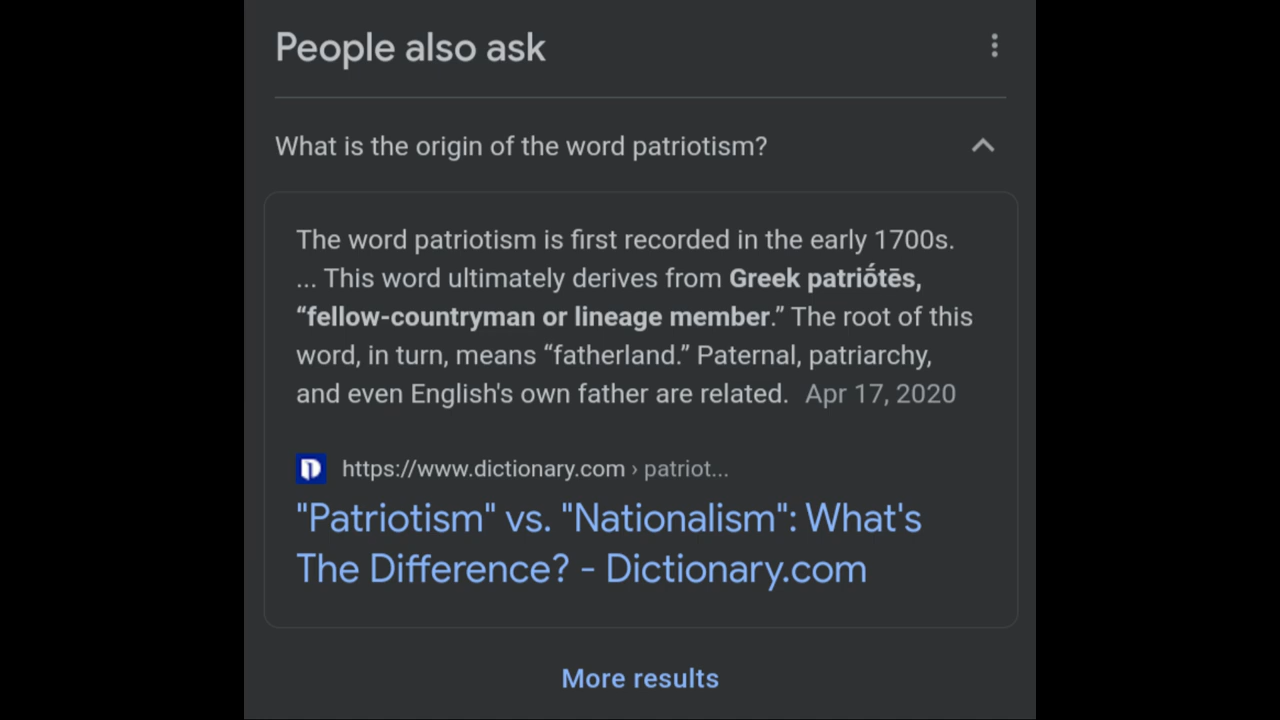 People also ask
What is the origin of the word patriotism?
The word patriotism is first recorded in the early 1700s.
... This word ultimately derives from Greek patriṓtēs,
“fellow-countryman or lineage member.” The root of this
word, in turn, means “fatherland.” Paternal, patriarchy,
and even English's own father are related. Apr 17, 2020
https://www.dictionary.com › patriot...
"Patriotism" vs. "Nationalism": What's
The Difference? - Dictionary.com
More results